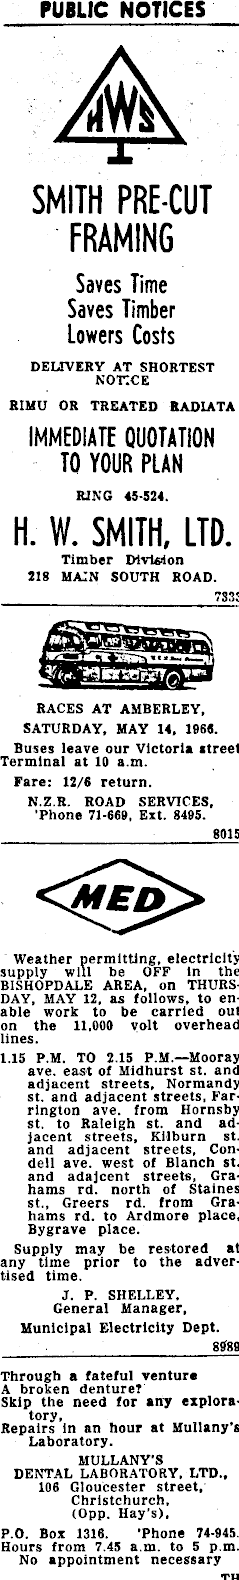 PUBLIC NOTICES
HWS
SMITH PRE-CUT
FRAMING
Saves Time
Saves Timber
Lowers Costs
DELIVERY AT SHORTEST
NOTICE
RIMU OR TREATED RADIATA
IMMEDIATE QUOTATION
TO YOUR PLAN
RING 45-524.
H. W. SMITH, LTD.
Timber Division
218 MAIN SOUTH ROAD.
7333
RACES AT AMBERLEY,
SATURDAY, MAY 14, 1966.
Buses leave our Victoria street
Terminal at 10 a.m.
Fare: 12/6 return.
N.Z.R. ROAD SERVICES,
'Phone 71-669, Ext. 8495.
8015
MED
Weather permitting, electricity
supply will be OFF in the
BISHOPDALE AREA, on THURS-
DAY, MAY 12, as follows, to en-
able work to be carried out
on the 11,000 volt overhead
lines.
1.15 P.M. TO 2.15 P.M.—Mooray
ave. east of Midhurst st. and
adjacent streets, Normandy
st. and adjacent streets, Far-
rington ave. from Hornsby
st. to Raleigh st. and ad-
jacent streets, Kilburn st.
and adjacent streets, Con-
dell ave. west of Blanch st.
and adajcent streets, Gra-
hams rd. north of Staines
st., Greers rd. from Gra-
hams rd. to Ardmore place,
Bygrave place.
Supply may be restored at
any time prior to the adver-
tised time.
J. P. SHELLEY,
General Manager,
Municipal Electricity Dept.
8989
Through a fateful venture
A broken denture?
Skip the need for any explora-
tory,
Repairs in an hour at Mullany's
Laboratory.
MULLANY'S
DENTAL LABORATORY, LTD.,
106 Gloucester street,
Christchurch,
(Opp. Hay's),
P.O. Box 1316. 'Phone 74-945.
Hours from 7.45 a.m. to 5 p.m.
No appointment necessary
TH